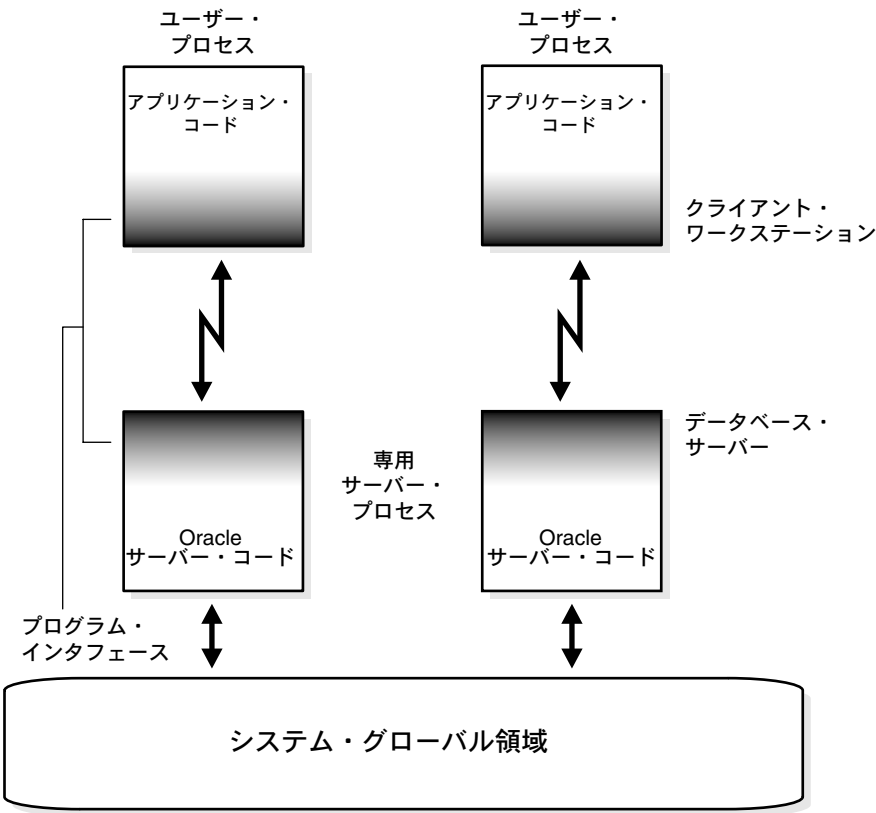 ユーザー・
プロセス
ユーザー・
プロセス
アプリケーション・
コード
アプリケーション・
コード
クライアント・
ワークステーション
データベース・
サーバー
専用
サーバー・
プロセス
Oracle
サーバー・コード
Oracle
サーバー・コード
プログラム・
インタフェース
システム・グローバル領域